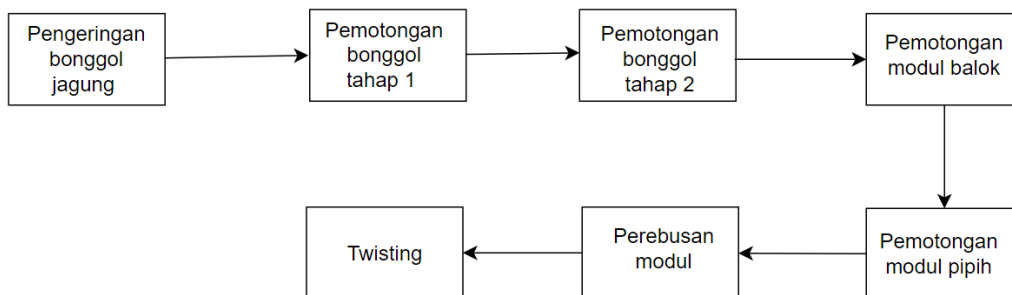 Pengeringan
bonggol
jagung
Pemotongan
bonggol
tahap 1
Pemotongan
bonggol
tahap 2
Pemotongan
modul balok
Pemotongan
modul pipih
Perebusan
modul
Twisting